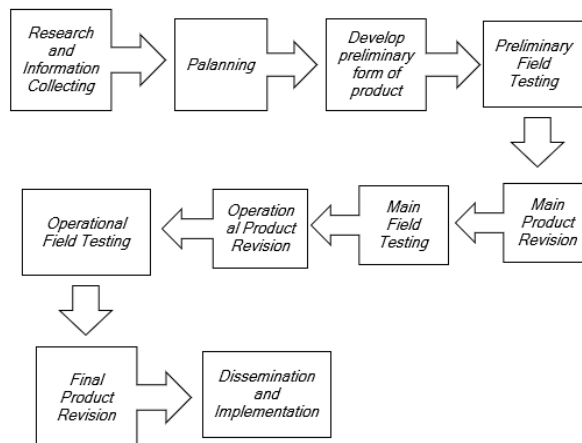 Research
and
Information
Collecting
Palanning
Develop
preliminary
form of
product
Preliminary
Field
Testing
Main
Product
Revision
Main
Field
Testing
Operation
al Product
Revision
Operational
Field Testing
Final
Product
Revision
Dissemination
and
Implementation